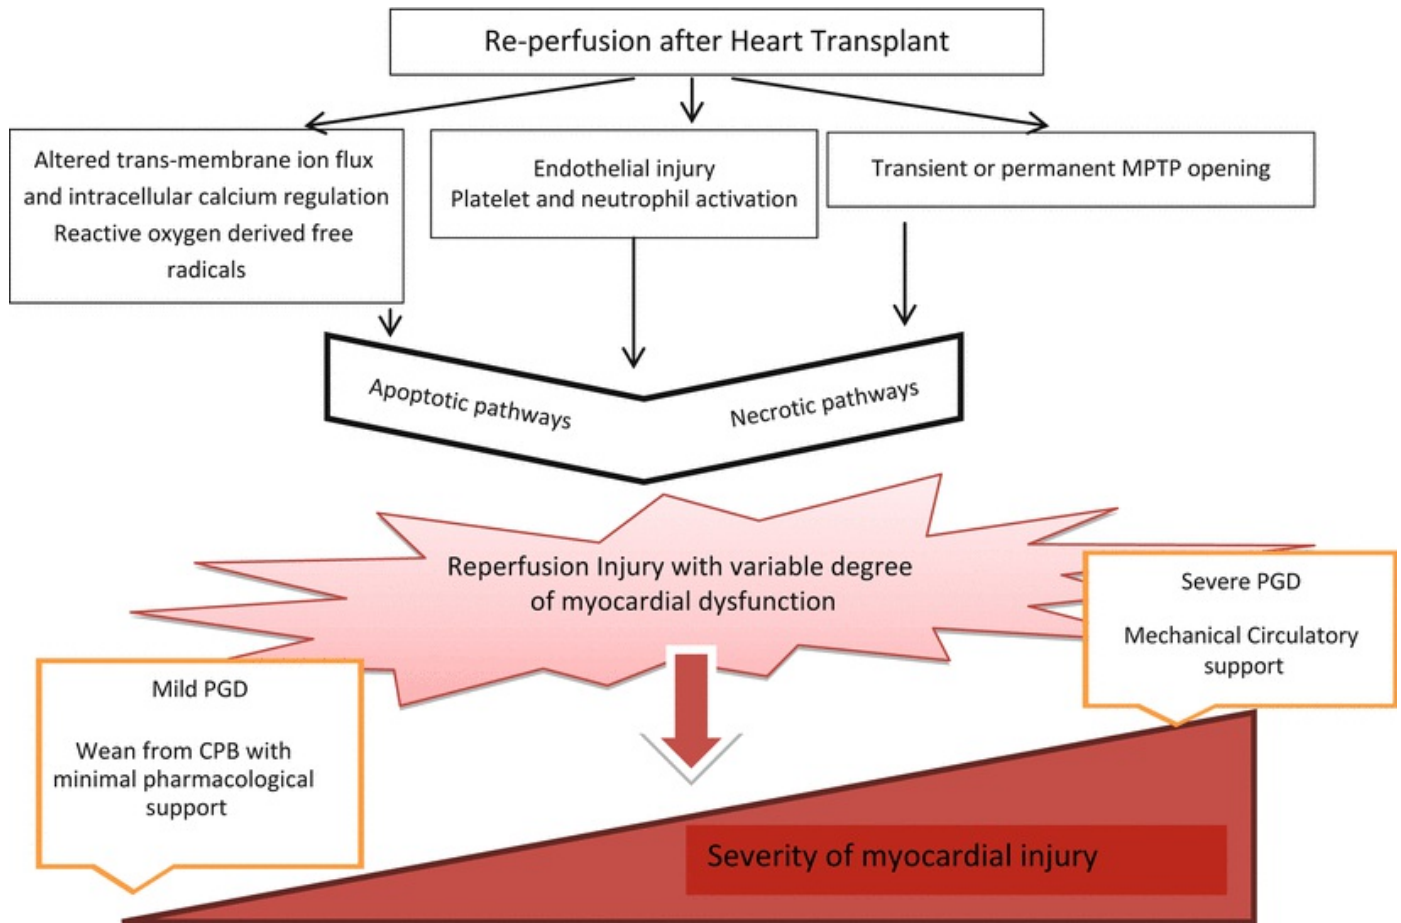 Re-perfusion after Heart Transplant
Altered trans-membrane ion flux
and intracellular calcium regulation
Reactive oxygen derived free
radicals
Endothelial injury
Platelet and neutrophil activation
Transient or permanent MPTP opening
Apoptotic pathways
Necrotic pathways
Reperfusion Injury with variable degree
of myocardial dysfunction
Severe PGD
Mechanical Circulatory
support
Mild PGD
Wean from CPB with
minimal pharmacological
support
Severity of myocardial injury